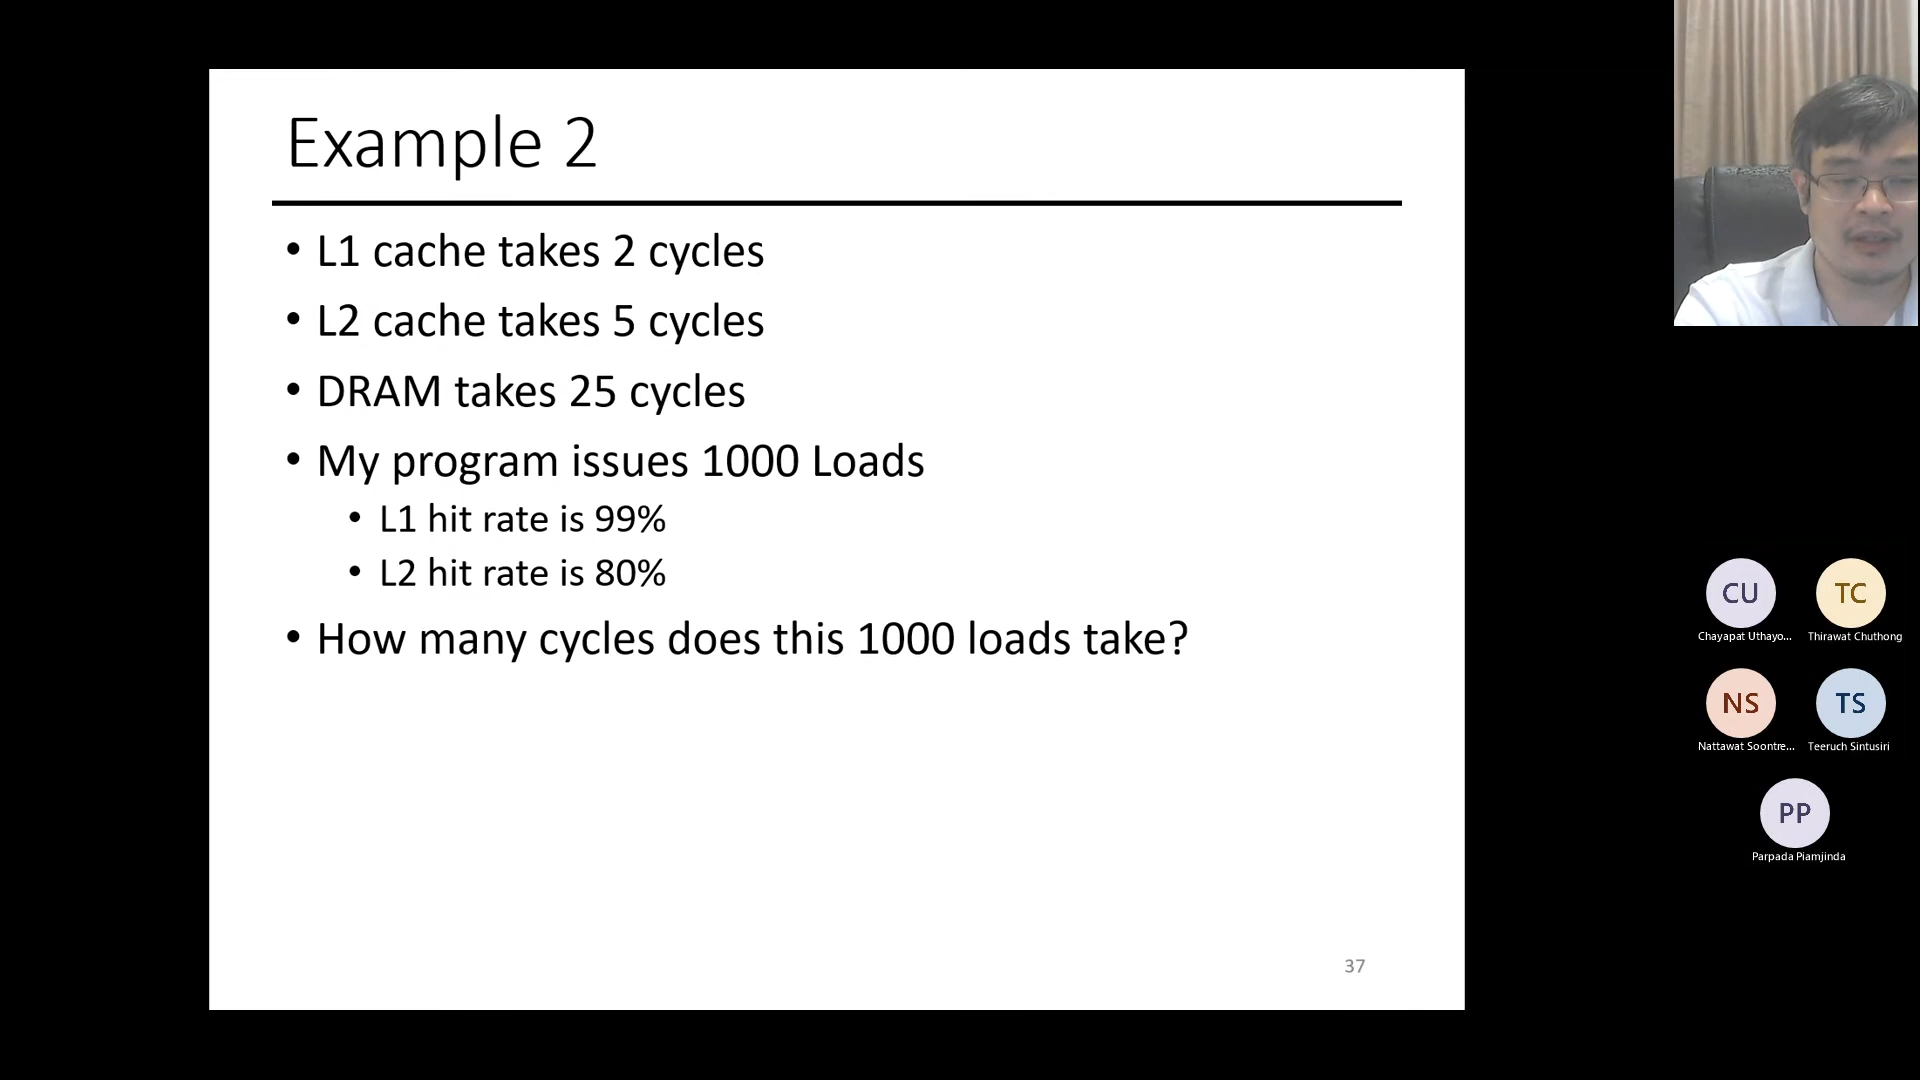 Example 2
• L1 cache takes 2 cycles
• L2 cache takes 5 cycles
• DRAM takes 25 cycles
• My program issues 1000 Loads
• L1 hit rate is 99%
• L2 hit rate is 80%
• How many cycles does this 1000 loads take?
37
CU
TC
Chayapat Uthayo...
Thirawat Chuthong
NS
TS
Nattawat Soontre...
Teeruch Sintusiri
PP
Parpada Piamjinda